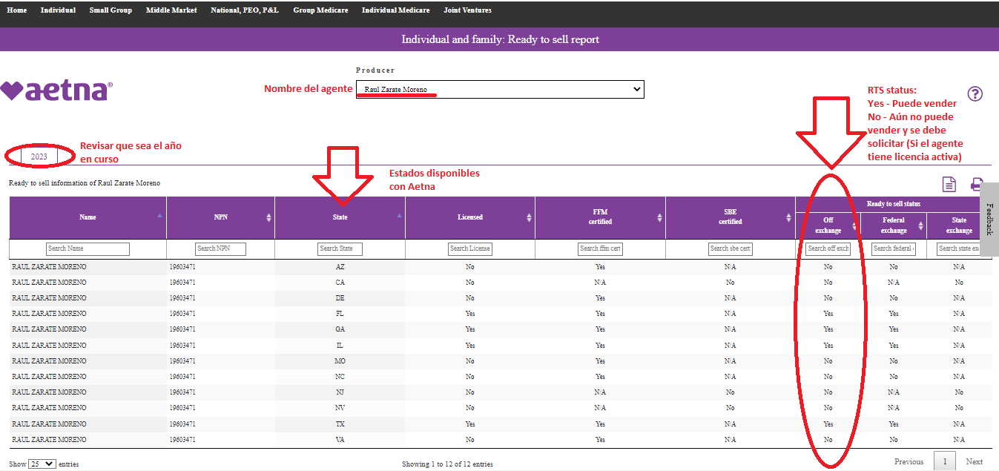 Home Individual Small Group Middle Market National, PEO, P&L Group Medicare Individual Medicare Joint Ventures
Individual and family: Ready to sell report
Producer
aetna®
Nombre del agente Raul Zarate Moreno
RTS status:
Yes - Puede vender
No - Aún no puede
vender y se debe
solicitar (Si el agente
tiene licencia activa)
?
2023
Revisar que sea el año
en curso
Estados disponibles
con Aetna
Ready to sell information of Raul Zarate Moreno
Feedback
Ready to sell status
Name NPN State Licensed FFM certified SBE certified Off exchange Federal exchange State exchange
Search Name Search NPN Search State Search License Search ffm cert Search sbe cert Search off exch Search federal Search state ex
RAUL ZARATE MORENO 19603471 AZ No Yes N/A No No N/A
RAUL ZARATE MORENO 19603471 CA No N/A No No N/A No
RAUL ZARATE MORENO 19603471 DE No Yes N/A No No N/A
RAUL ZARATE MORENO 19603471 FL Yes Yes N/A Yes Yes N/A
RAUL ZARATE MORENO 19603471 GA Yes Yes N/A Yes Yes N/A
RAUL ZARATE MORENO 19603471 IL Yes Yes N/A Yes Yes N/A
RAUL ZARATE MORENO 19603471 MO No Yes N/A No No N/A
RAUL ZARATE MORENO 19603471 NC No Yes N/A No No N/A
RAUL ZARATE MORENO 19603471 NJ No N/A No No N/A No
RAUL ZARATE MORENO 19603471 NV No N/A No No N/A No
RAUL ZARATE MORENO 19603471 TX Yes Yes N/A Yes Yes N/A
RAUL ZARATE MORENO 19603471 VA No Yes N/A No No N/A
Show 25 entries Showing 1 to 12 of 12 entries Previous 1 Next